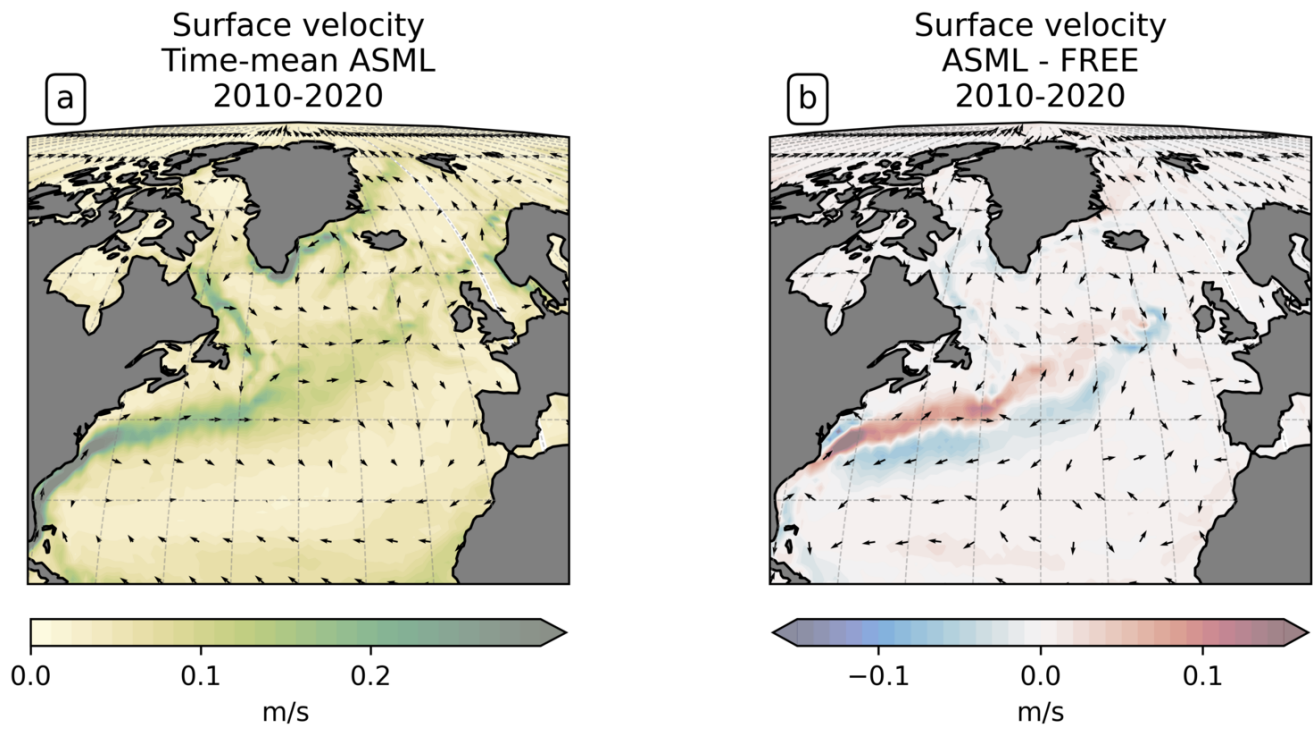 Surface velocity
Time-mean ASML
2010-2020
a
0.0 0.1 0.2
m/s
Surface velocity
ASML - FREE
2010-2020
b
−0.1 0.0 0.1
m/s